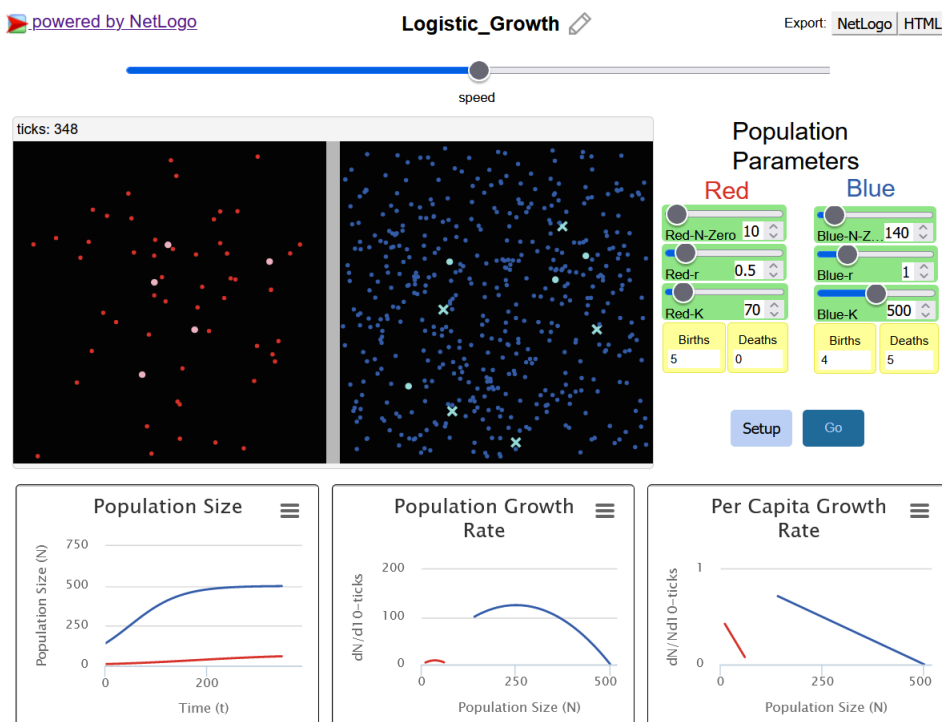 powered by NetLogo
Logistic_Growth
Export: NetLogo HTML
speed
ticks: 348
Population
Parameters
Red Blue
Red-N-Zero 10
Blue-N-Z... 140
Red-r 0.5
Blue-r 1
Red-K 70
Blue-K 500
Births Deaths
5 0
Births Deaths
4 5
Setup Go
Population Size
750
500
250
0
200
Population Size (N)
Time (t)
Population Growth
Rate
200
100
0
0 250 500
dN/d10-ticks
Population Size (N)
Per Capita Growth
Rate
1
0
0 250 500
dN/Nd10-ticks
Population Size (N)